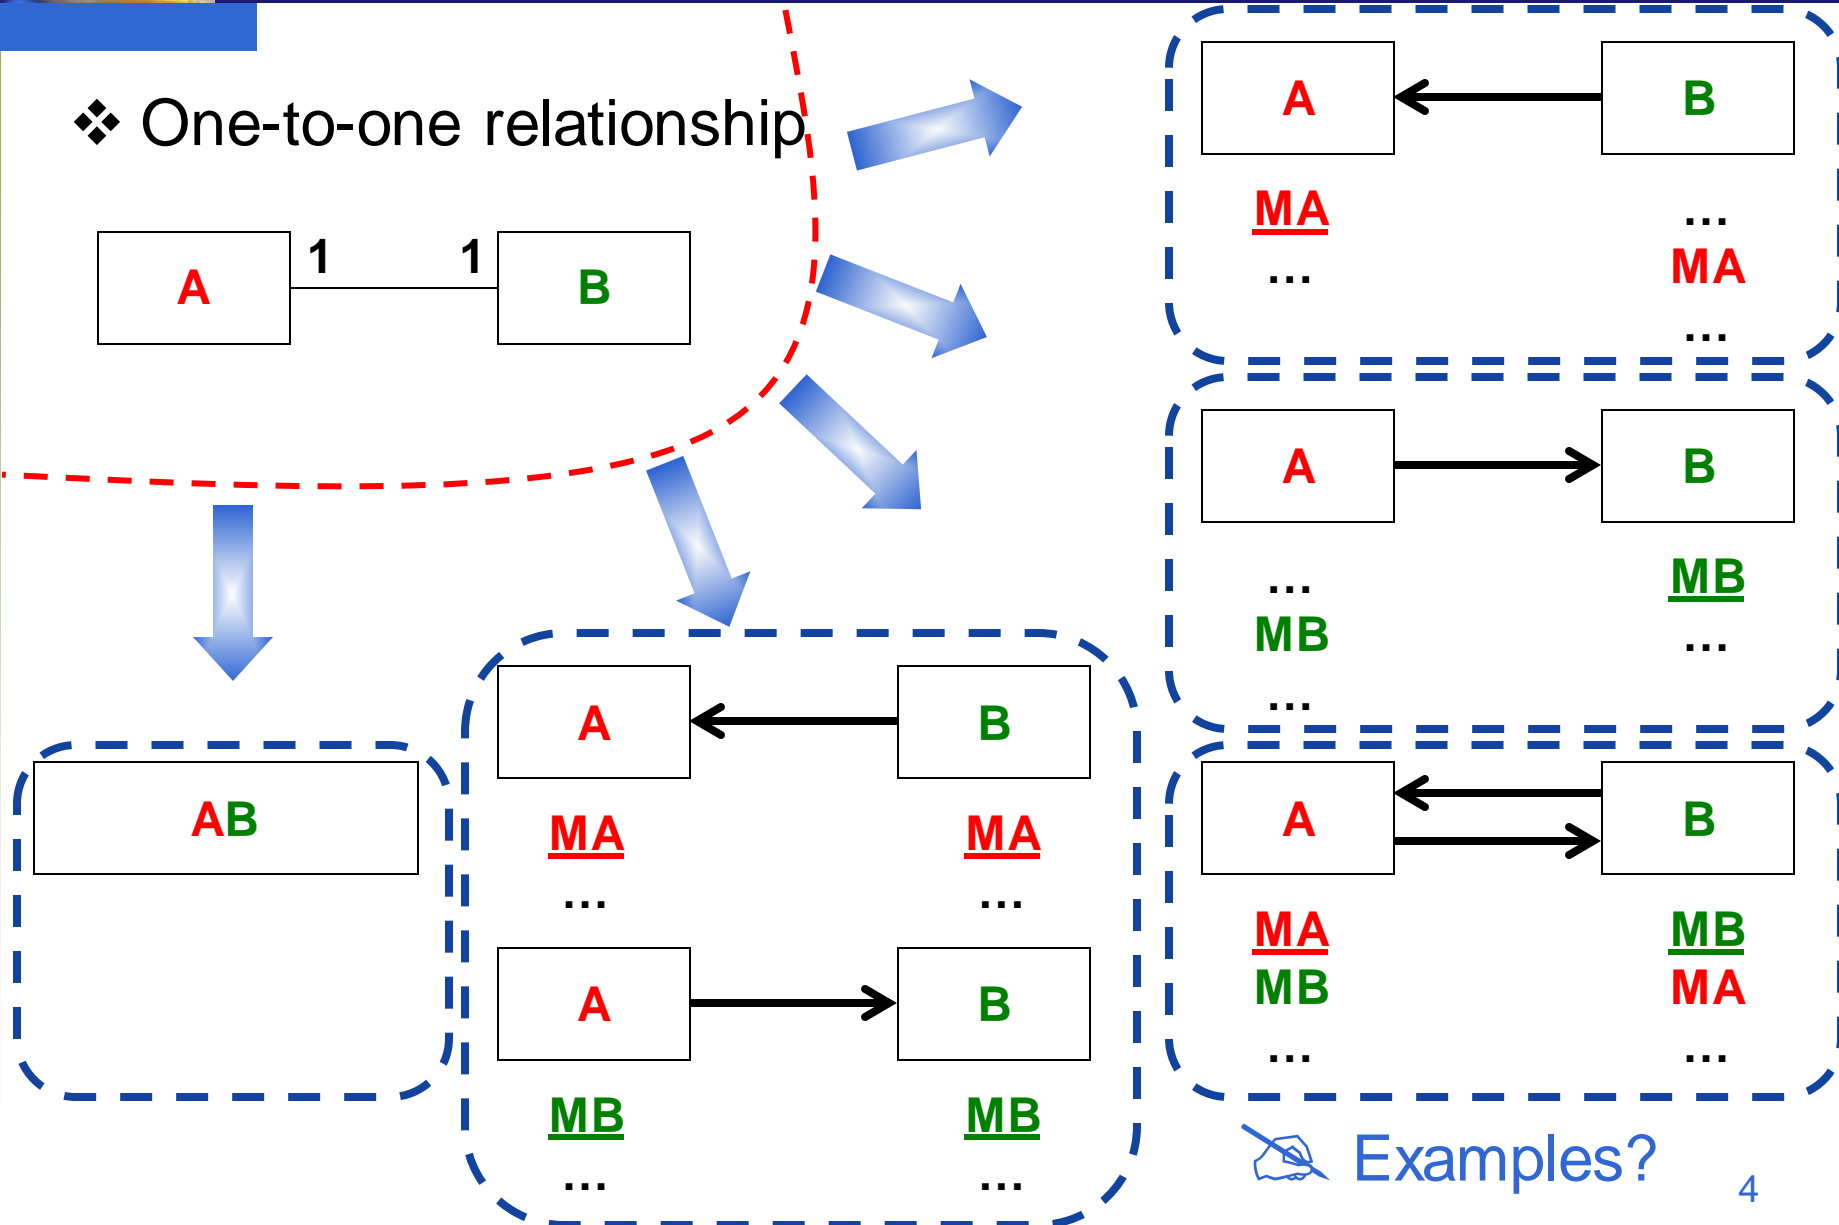 ❖ One-to-one relationship
A 1 1 B
A B
MA ...
... MA
...
A B
... MB
MB ...
...
A B
MA MB
MB MA
... ...
A B
MA MA
... ...
A B
MB MB
... ...
AB
Examples?
4